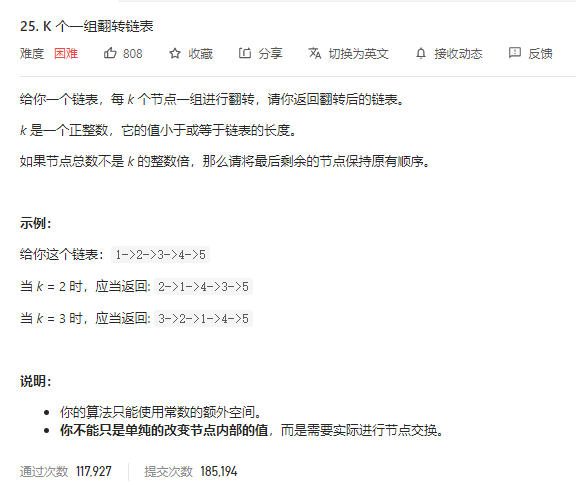 25. K 个一组翻转链表
难度 困难 808 收藏 分享 切换为英文 接收动态 反馈
给你一个链表，每 k 个节点一组进行翻转，请你返回翻转后的链表。
k 是一个正整数，它的值小于或等于链表的长度。
如果节点总数不是 k 的整数倍，那么请将最后剩余的节点保持原有顺序。
示例：
给你这个链表：1->2->3->4->5
当 k = 2 时，应当返回: 2->1->4->3->5
当 k = 3 时，应当返回: 3->2->1->4->5
说明：
你的算法只能使用常数的额外空间。
你不能只是单纯的改变节点内部的值，而是需要实际进行节点交换。
通过次数 117,927 提交次数 185,194